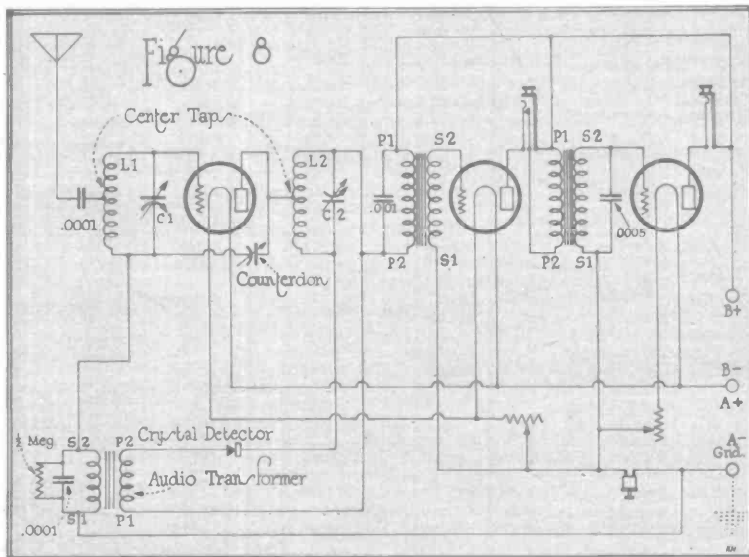 Figure 8
Center Tap
L1
L2
P1
S2
P1
S2
.0001
C1
C2
.001
.0005
Counterdon
P2
S1
P2
S1
B+
B-
A+
½ Meg.
S2
P2
Crystal Detector
A-
Gnd.
Audio Transformer
.0001
S1
P1